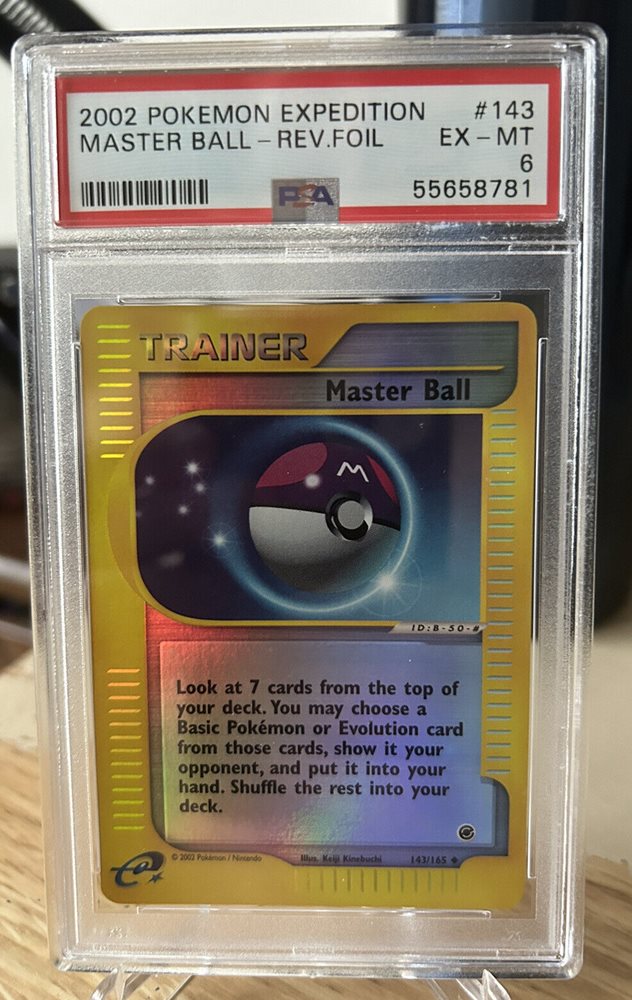 2002 POKEMON EXPEDITION #143
MASTER BALL - REV.FOIL EX - MT
6
PSA 55658781
TRAINER
Master Ball
M
ID:B-50-#
Look at 7 cards from the top of
your deck. You may choose a
Basic Pokémon or Evolution card
from those cards, show it your
opponent, and put it into your
hand. Shuffle the rest into your
deck.
e
© 2002 Pokémon / Nintendo Illus. Keiji Kinebuchi 143/165 ◆